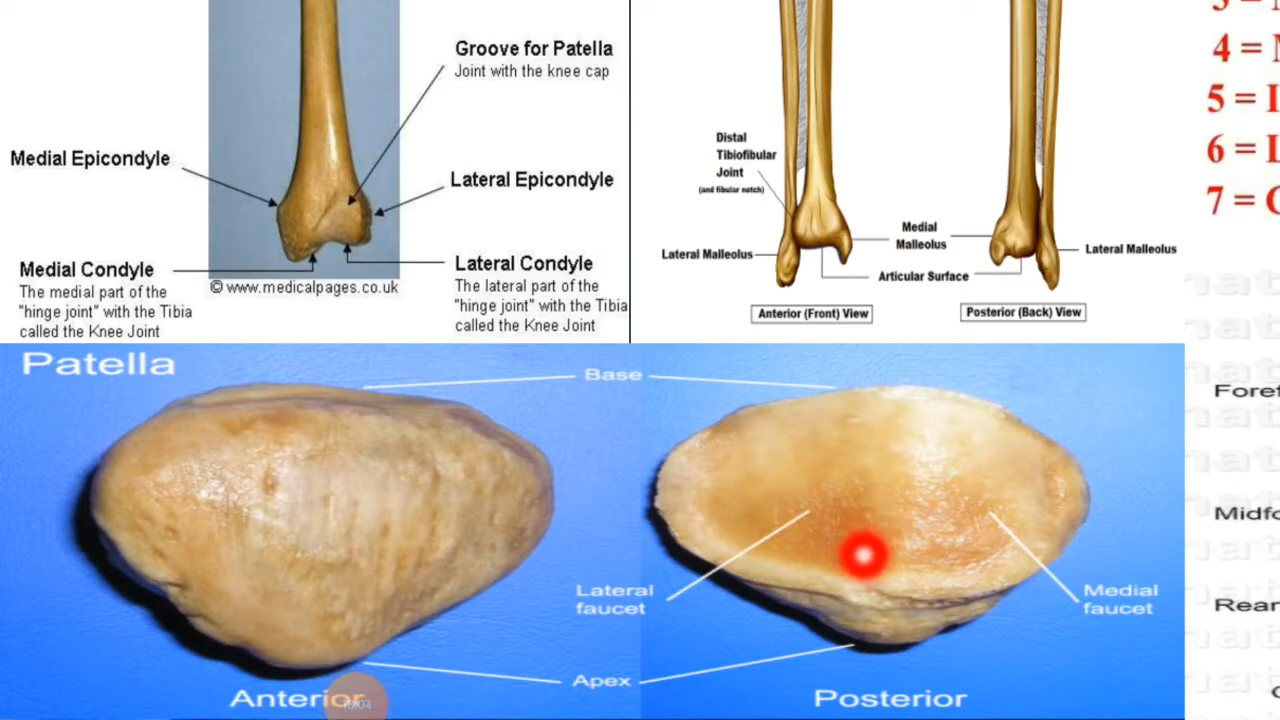 Groove for Patella
Joint with the knee cap
Medial Epicondyle
Lateral Epicondyle
Medial Condyle
The medial part of the
"hinge joint" with the Tibia
called the Knee Joint
Lateral Condyle
The lateral part of the
"hinge joint" with the Tibia
called the Knee Joint
© www.medicalpages.co.uk
Distal
Tibiofibular
Joint
(and fibular notch)
Medial
Malleolus
Lateral Malleolus
Lateral Malleolus
Articular Surface
Anterior (Front) View
Posterior (Back) View
4 =
5 =
6 =
7 =
Patella
Base
Lateral
faucet
Medial
faucet
Apex
Anterior
Posterior